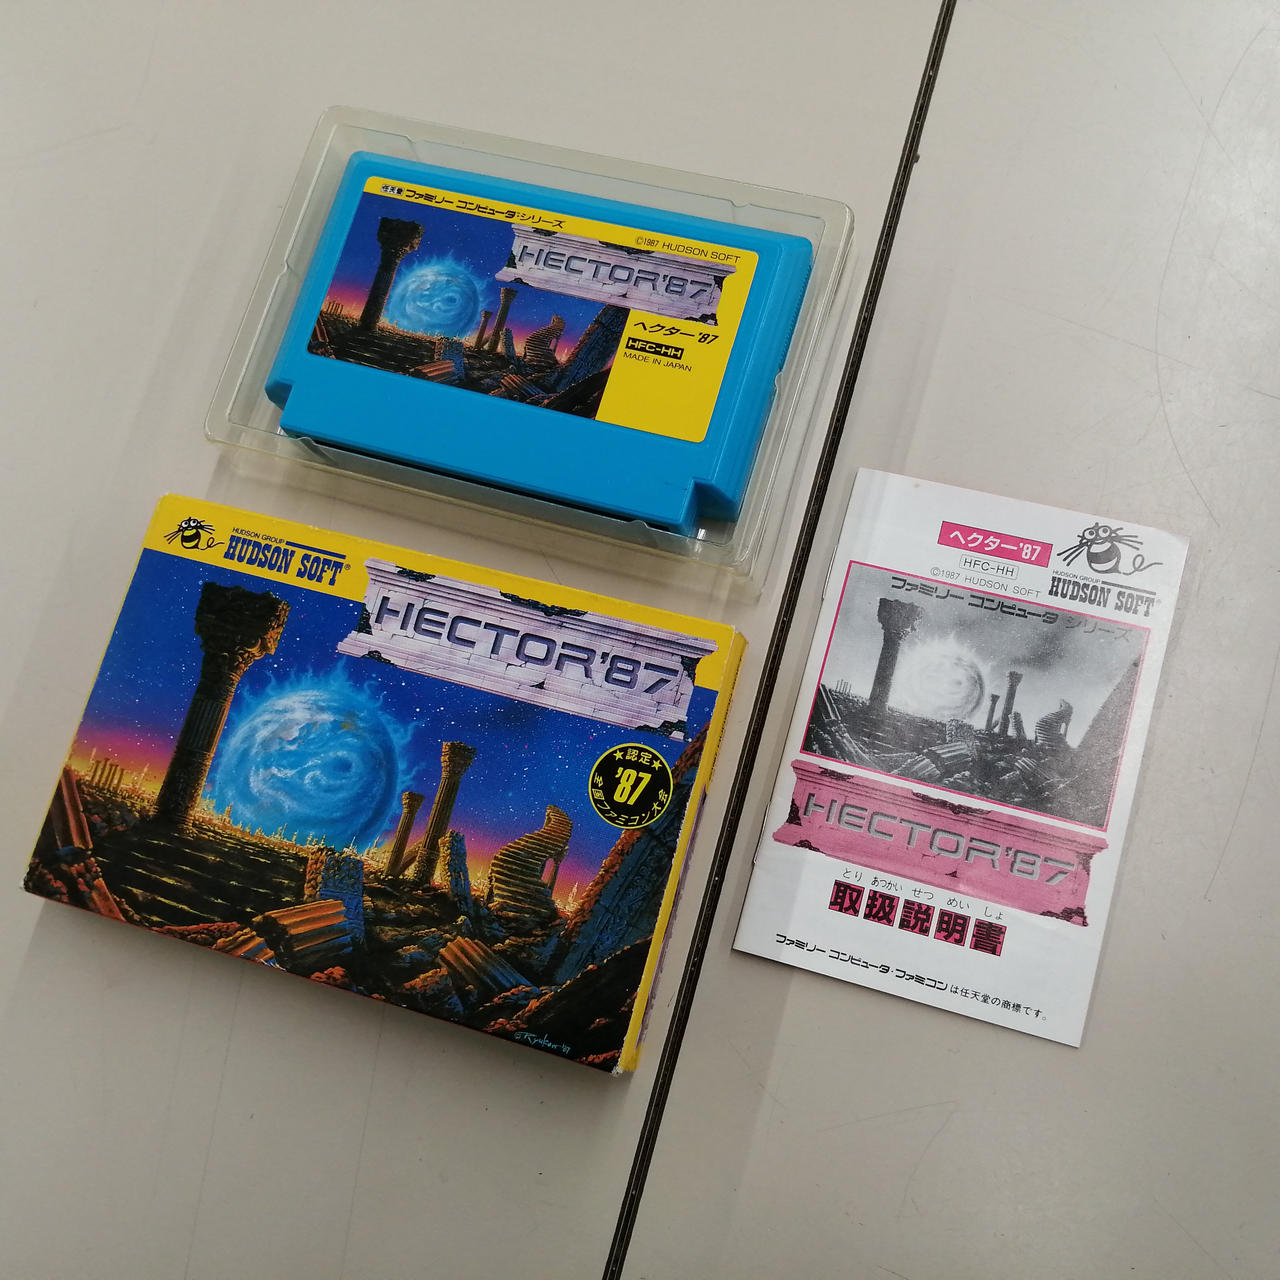 任天堂 ファミリー コンピュータ・シリーズ
©1987 HUDSON SOFT
HECTOR'87
ヘクター'87
HFC-HH
MADE IN JAPAN
HUDSON GROUP
HUDSON SOFT®
HECTOR'87
★認定★
'87
全国ファミコン大会
©Ryukow '87
ヘクター'87
HFC-HH
©1987 HUDSON SOFT
HUDSON GROUP
HUDSON SOFT®
ファミリー コンピュータ シリーズ
HECTOR'87
とり あつかい せつ めい しょ
取扱説明書
ファミリー コンピュータ・ファミコンは任天堂の商標です。